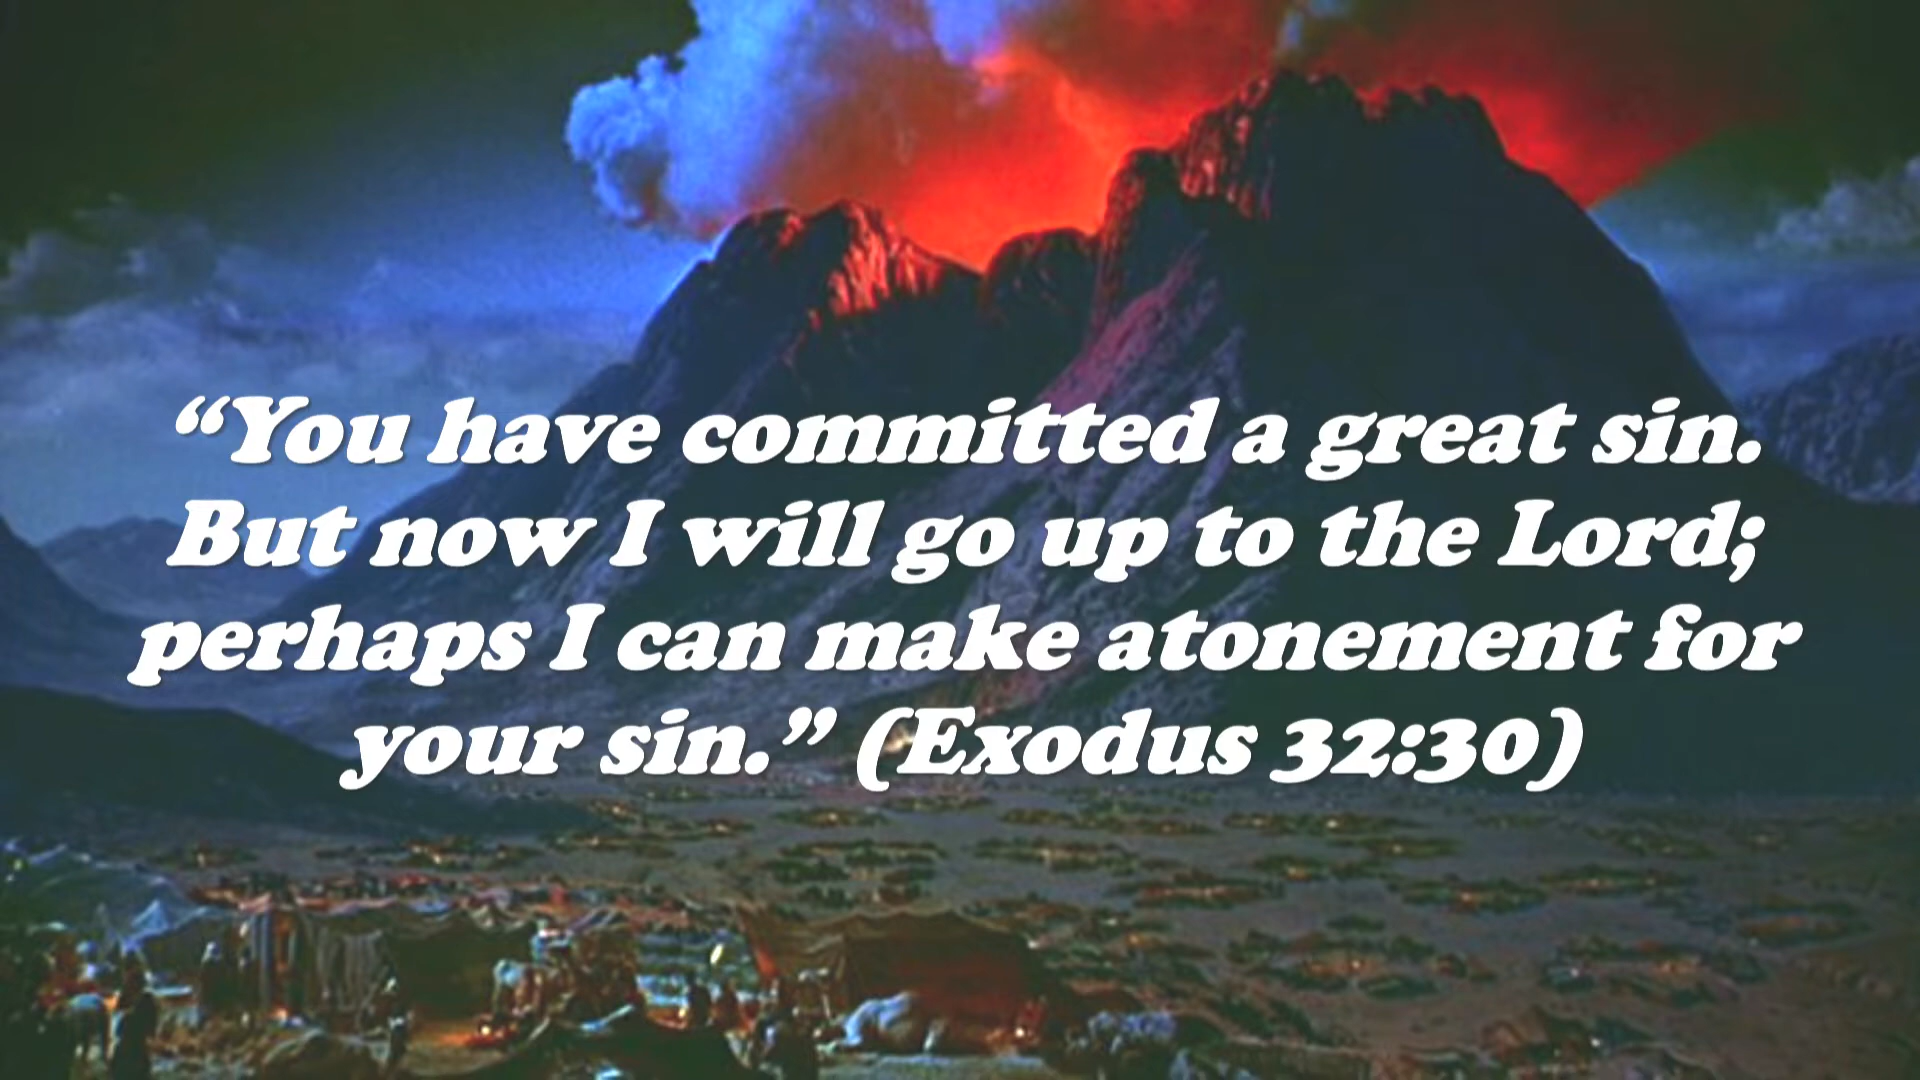 “You have committed a great sin.
But now I will go up to the Lord;
perhaps I can make atonement for
your sin.” (Exodus 32:30)